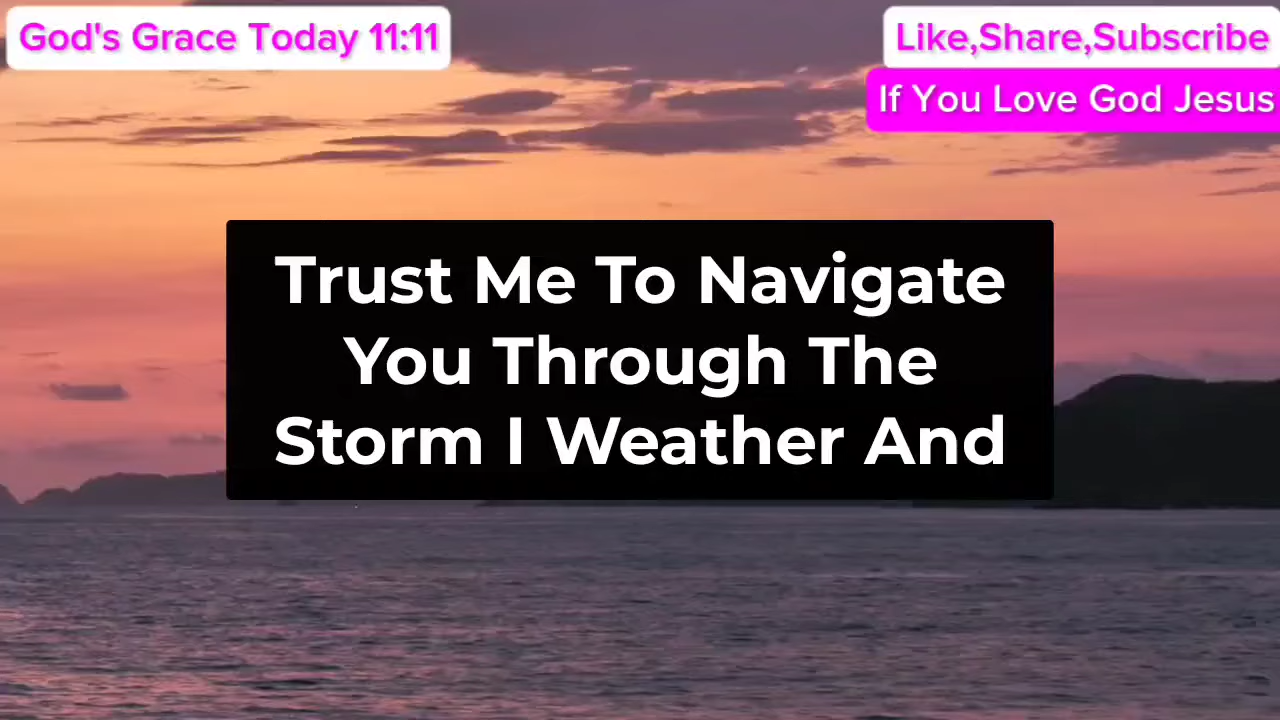 God's Grace Today 11:11
Like,Share,Subscribe
If You Love God Jesus
Trust Me To Navigate
You Through The
Storm I Weather And